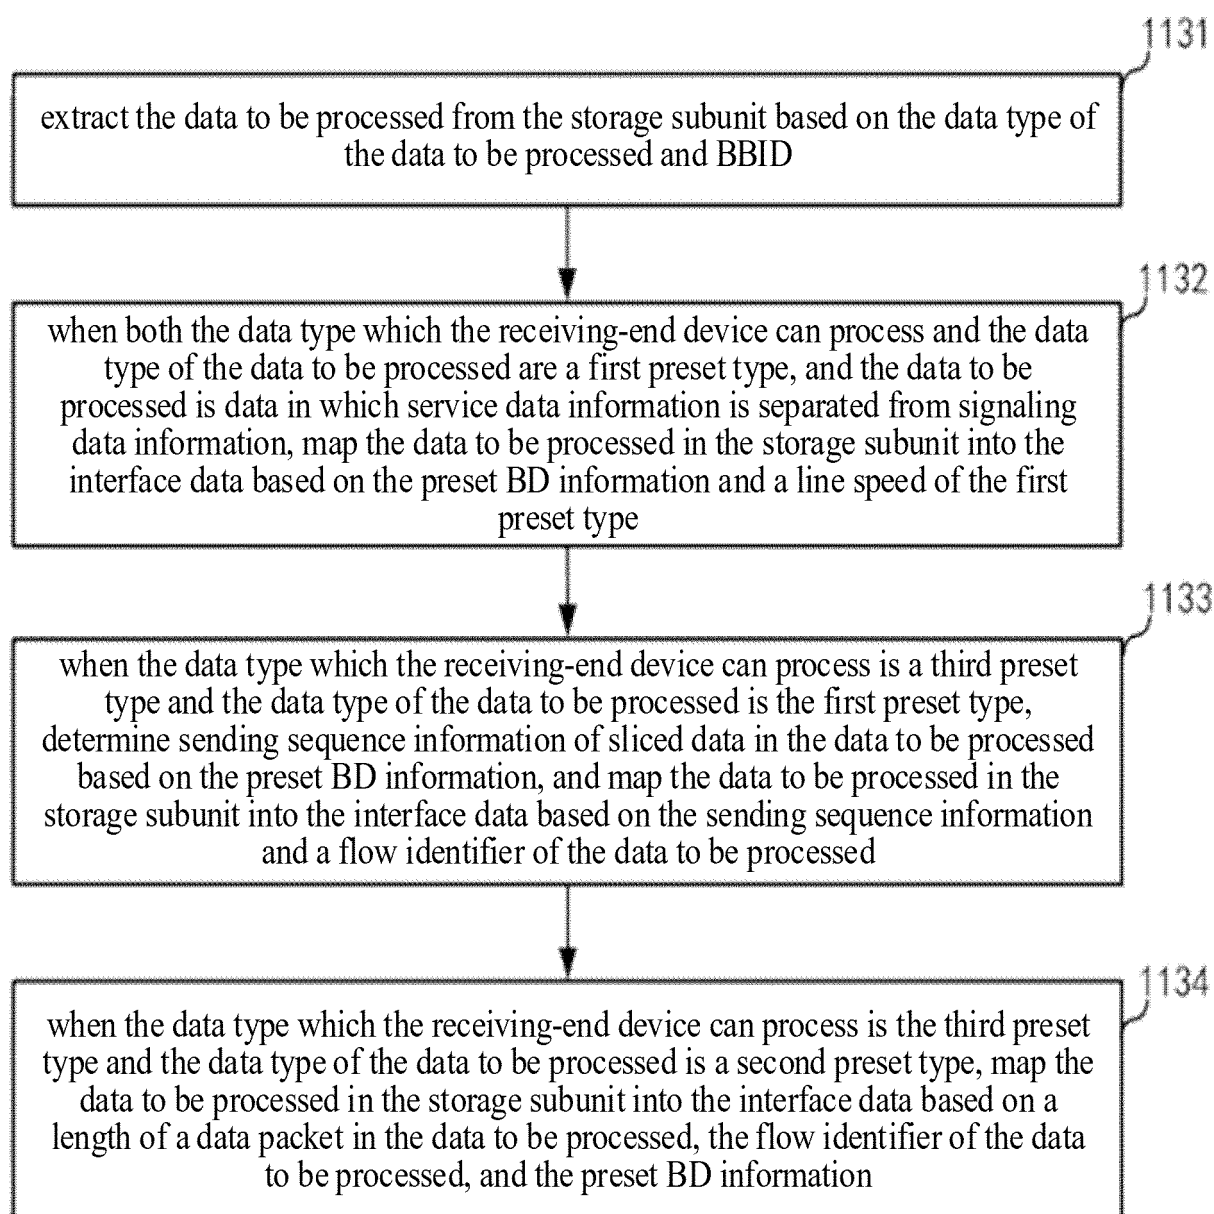 1131
extract the data to be processed from the storage subunit based on the data type of
the data to be processed and BBID
1132
when both the data type which the receiving-end device can process and the data
type of the data to be processed are a first preset type, and the data to be
processed is data in which service data information is separated from signaling
data information, map the data to be processed in the storage subunit into the
interface data based on the preset BD information and a line speed of the first
preset type
1133
when the data type which the receiving-end device can process is a third preset
type and the data type of the data to be processed is the first preset type,
determine sending sequence information of sliced data in the data to be processed
based on the preset BD information, and map the data to be processed in the
storage subunit into the interface data based on the sending sequence information
and a flow identifier of the data to be processed
1134
when the data type which the receiving-end device can process is the third preset
type and the data type of the data to be processed is a second preset type, map the
data to be processed in the storage subunit into the interface data based on a
length of a data packet in the data to be processed, the flow identifier of the data
to be processed, and the preset BD information